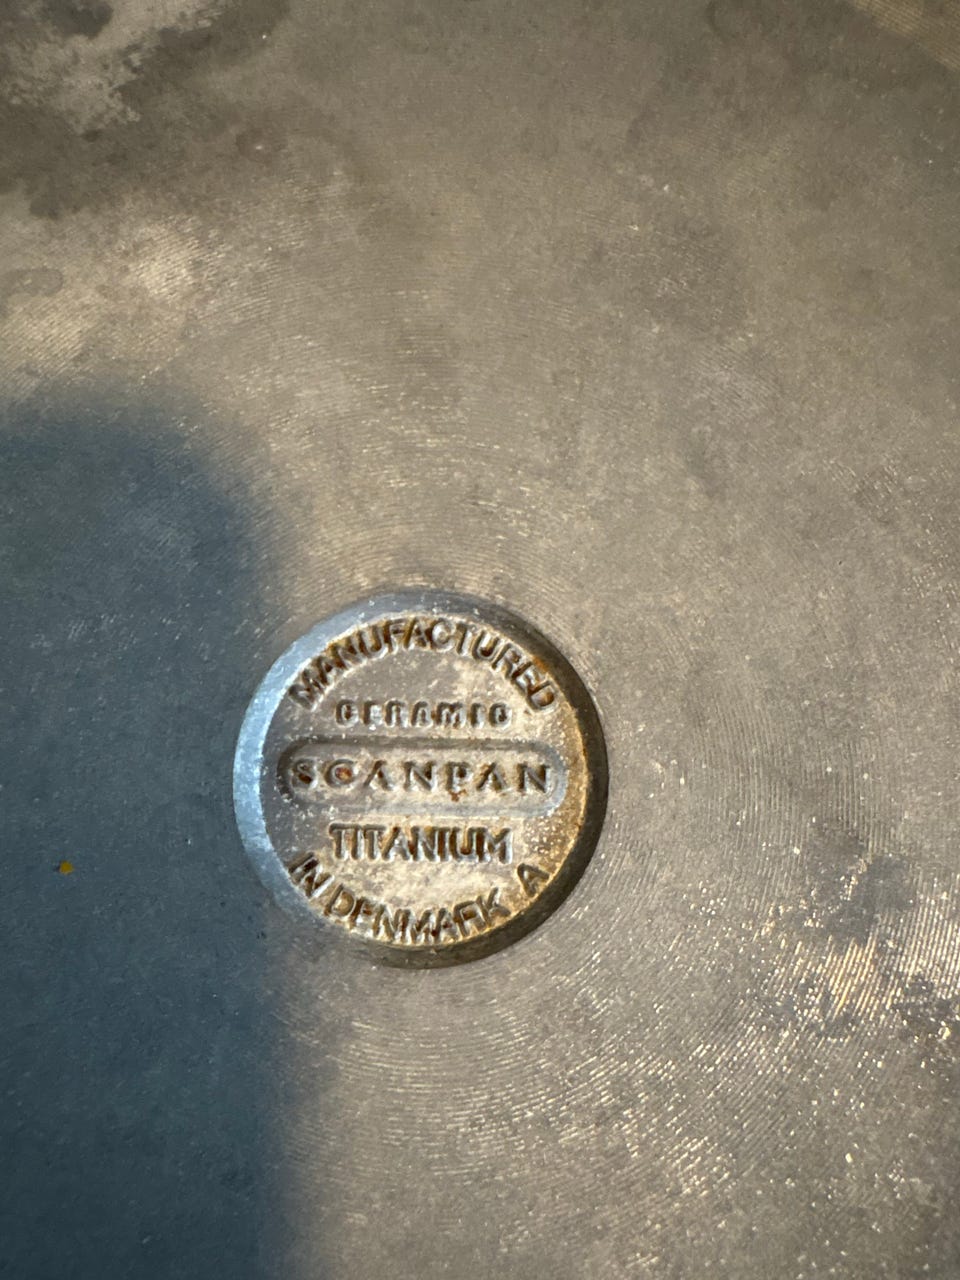 MANUFACTURED
CERAMIC
SCANPAN
TITANIUM
IN DENMARK A